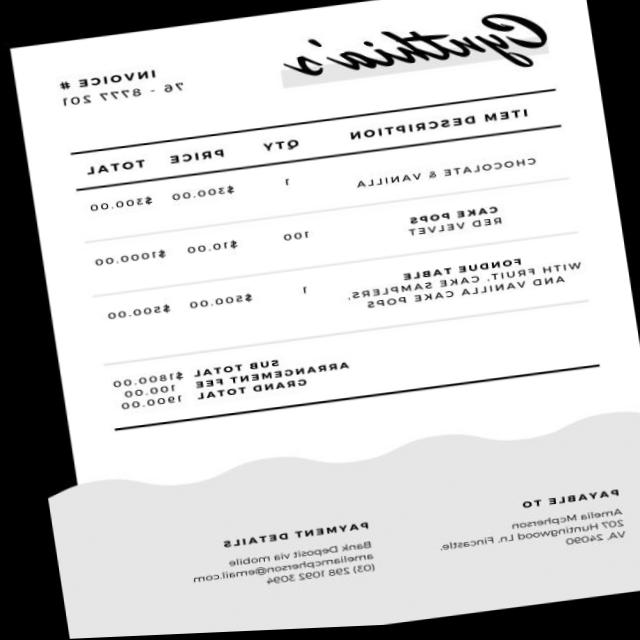 Cynthia's
INVOICE #
76 - 8777 101
ITEM DESCRIPTION QTY PRICE TOTAL
CHOCOLATE & VANILLA 1 $300.00 $300.00
CAKE POPS
RED VELVET 100 $10.00 $1000.00
FONDUE TABLE
WITH FRUIT, CAKE SAMPLERS,
AND VANILLA CAKE POPS 1 $500.00 $500.00
SUB TOTAL $1800.00
ARRANGEMENT FEE 100.00
GRAND TOTAL 1900.00
PAYABLE TO
Amelia Mcpherson
207 Huntingwood Ln. Fincastle,
VA, 24090
PAYMENT DETAILS
Bank Deposit via mobile
ameliamcpherson@email.com
(03) 298 1092 3094